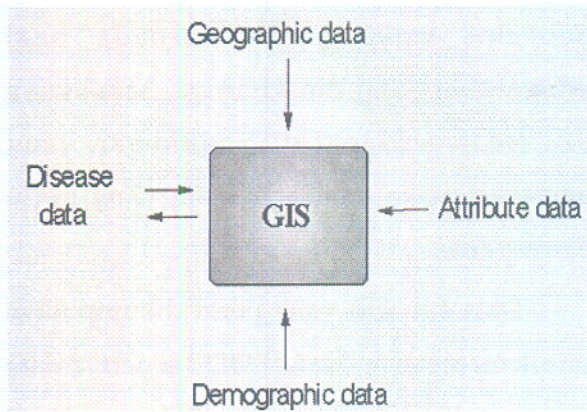 Geographic data
Disease
data
GIS
Attribute data
Demographic data